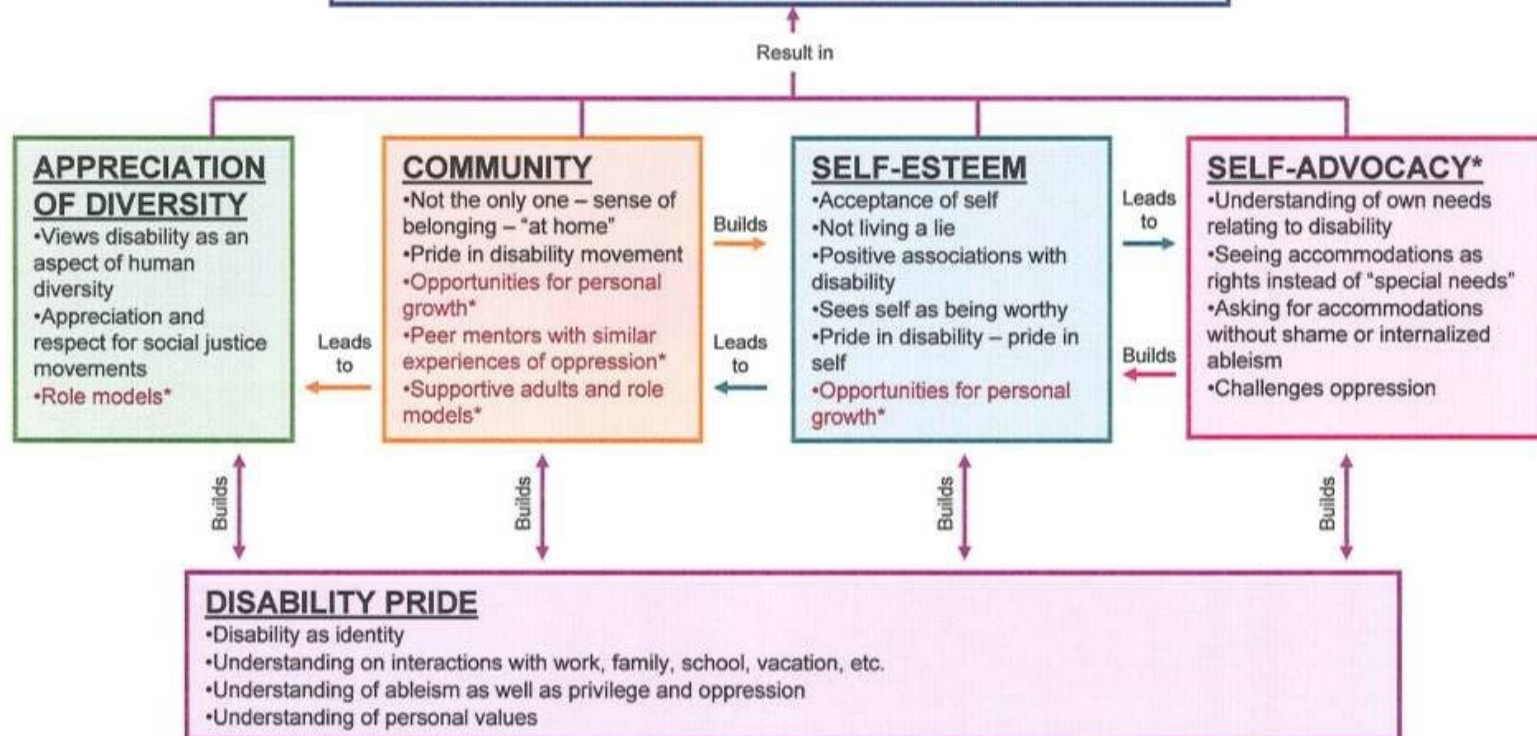 Result in
APPRECIATION
OF DIVERSITY
•Views disability as an
aspect of human
diversity
•Appreciation and
respect for social justice
movements
•Role models*
Leads
to
COMMUNITY
•Not the only one – sense of
belonging – “at home”
•Pride in disability movement
•Opportunities for personal
growth*
•Peer mentors with similar
experiences of oppression*
•Supportive adults and role
models*
Builds
Leads
to
SELF-ESTEEM
•Acceptance of self
•Not living a lie
•Positive associations with
disability
•Sees self as being worthy
•Pride in disability – pride in
self
•Opportunities for personal
growth*
Leads
to
Builds
SELF-ADVOCACY*
•Understanding of own needs
relating to disability
•Seeing accommodations as
rights instead of “special needs”
•Asking for accommodations
without shame or internalized
ableism
•Challenges oppression
Builds
Builds
Builds
Builds
DISABILITY PRIDE
•Disability as identity
•Understanding on interactions with work, family, school, vacation, etc.
•Understanding of ableism as well as privilege and oppression
•Understanding of personal values